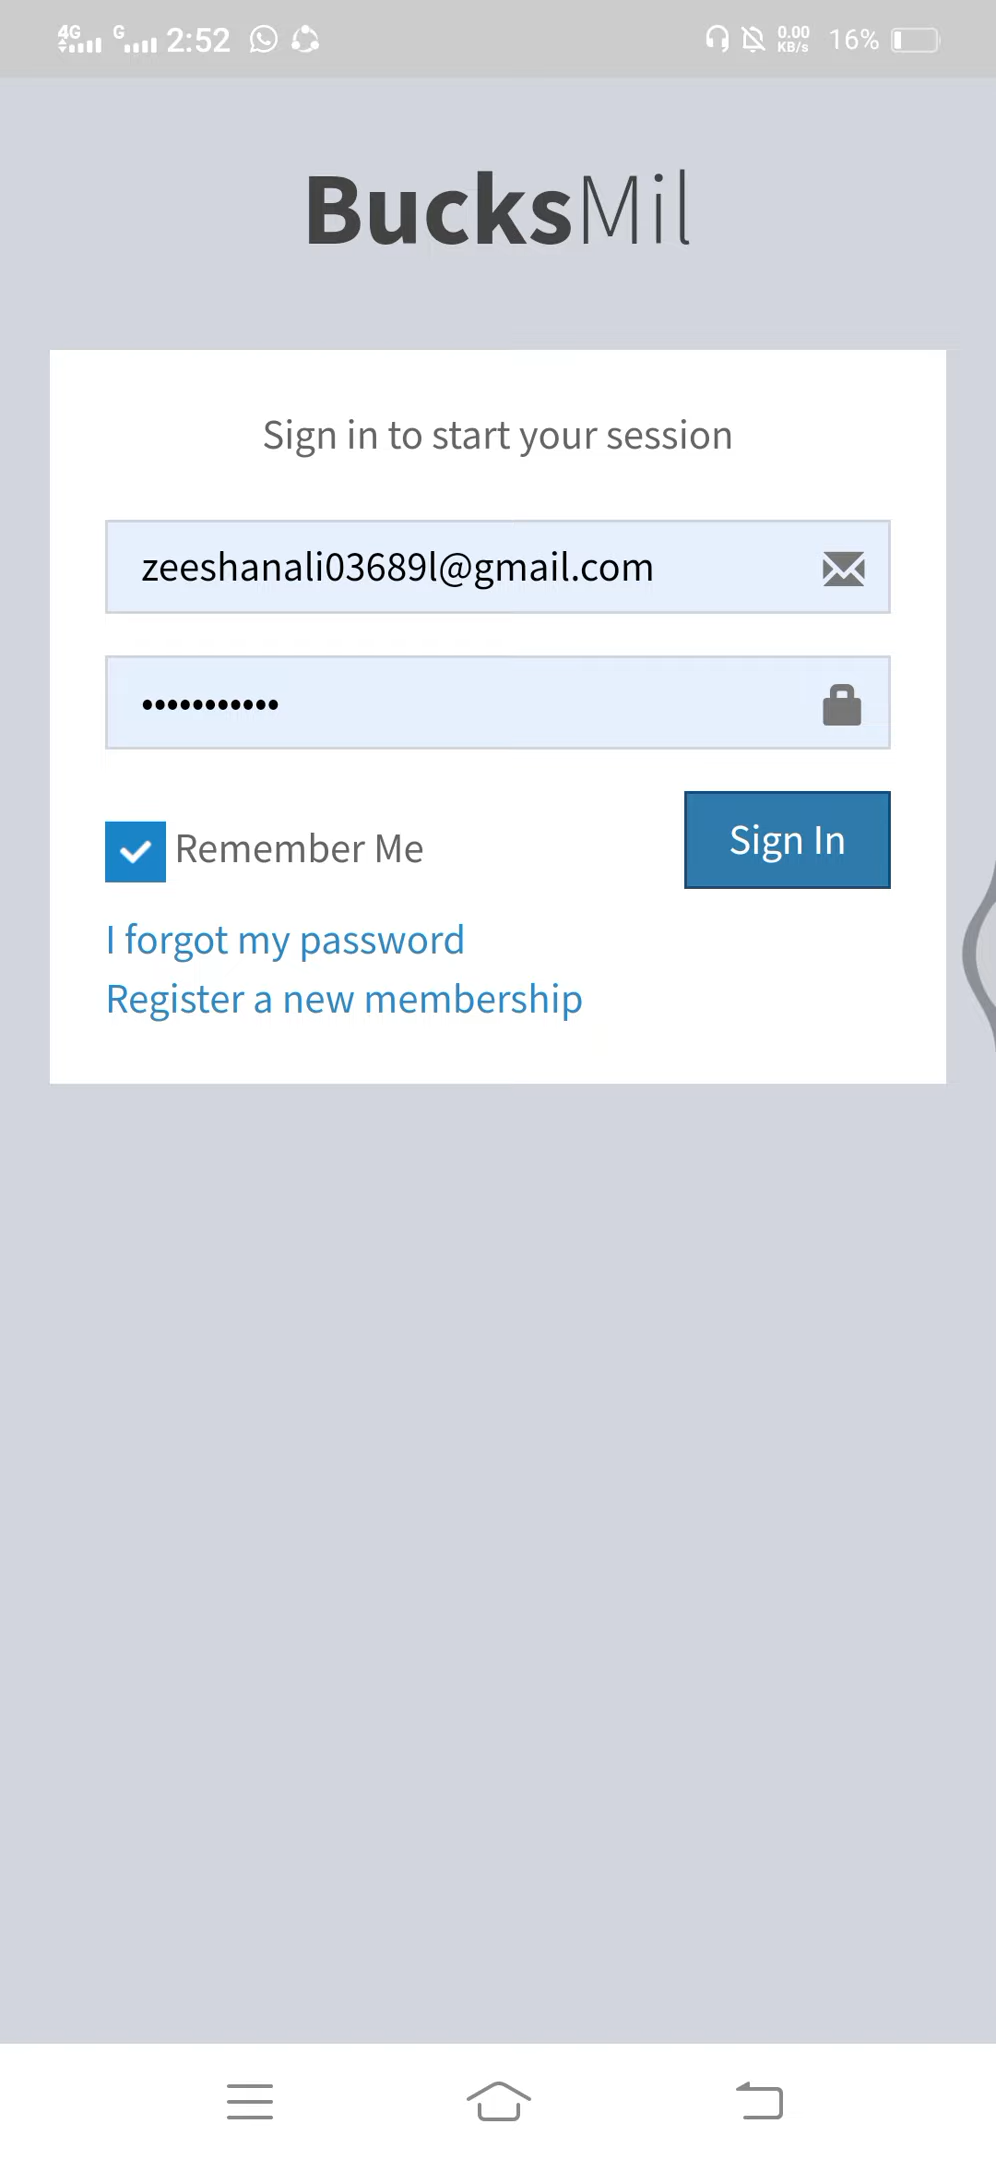 4G G 2:52 0.00 KB/s 16%
BucksMil
Sign in to start your session
zeeshanali03689l@gmail.com
•••••••••••
Remember Me
Sign In
I forgot my password
Register a new membership